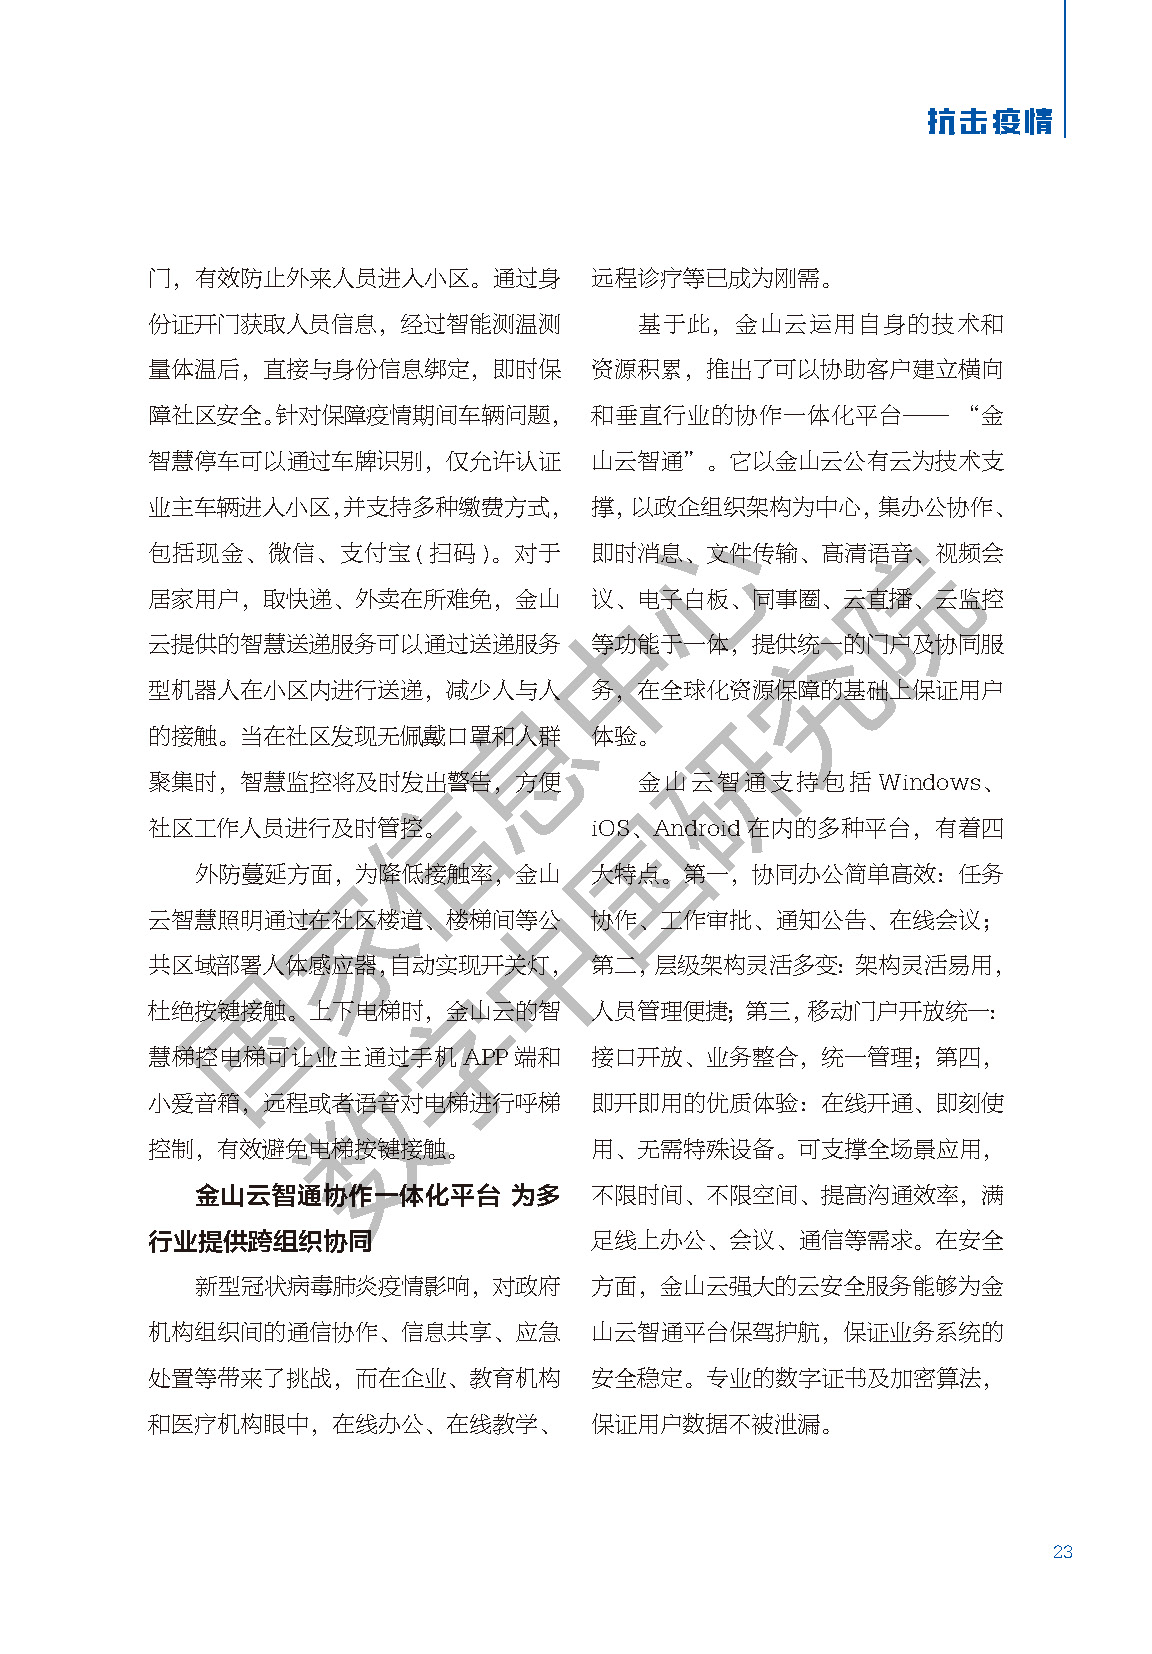 抗击疫情
门，有效防止外来人员进入小区。通过身
份证开门获取人员信息，经过智能测温测
量体温后，直接与身份信息绑定，即时保
障社区安全。针对保障疫情期间车辆问题，
智慧停车可以通过车牌识别，仅允许认证
业主车辆进入小区，并支持多种缴费方式，
包括现金、微信、支付宝(扫码)。对于
居家用户，取快递、外卖在所难免，金山
云提供的智慧送递服务可以通过送递服务
型机器人在小区内进行送递，减少人与人
的接触。当在社区发现无佩戴口罩和人群
聚集时，智慧监控将及时发出警告，方便
社区工作人员进行及时管控。
外防蔓延方面，为降低接触率，金山
云智慧照明通过在社区楼道、楼梯间等公
共区域部署人体感应器，自动实现开关灯，
杜绝按键接触。上下电梯时，金山云的智
慧梯控电梯可让业主通过手机 APP 端和
小爱音箱，远程或者语音对电梯进行呼梯
控制，有效避免电梯按键接触。
金山云智通协作一体化平台 为多
行业提供跨组织协同
新型冠状病毒肺炎疫情影响，对政府
机构组织间的通信协作、信息共享、应急
处置等带来了挑战，而在企业、教育机构
和医疗机构眼中，在线办公、在线教学、
远程诊疗等已成为刚需。
基于此，金山云运用自身的技术和
资源积累，推出了可以协助客户建立横向
和垂直行业的协作一体化平台——“金
山云智通”。它以金山云公有云为技术支
撑，以政企组织架构为中心，集办公协作、
即时消息、文件传输、高清语音、视频会
议、电子白板、同事圈、云直播、云监控
等功能于一体，提供统一的门户及协同服
务，在全球化资源保障的基础上保证用户
体验。
金山云智通支持包括 Windows、
iOS、Android 在内的多种平台，有着四
大特点。第一，协同办公简单高效：任务
协作、工作审批、通知公告、在线会议；
第二，层级架构灵活多变：架构灵活易用，
人员管理便捷；第三，移动门户开放统一：
接口开放、业务整合，统一管理；第四，
即开即用的优质体验：在线开通、即刻使
用、无需特殊设备。可支撑全场景应用，
不限时间、不限空间、提高沟通效率，满
足线上办公、会议、通信等需求。在安全
方面，金山云强大的云安全服务能够为金
山云智通平台保驾护航，保证业务系统的
安全稳定。专业的数字证书及加密算法，
保证用户数据不被泄漏。
国家信息中心
数字中国研究院
23